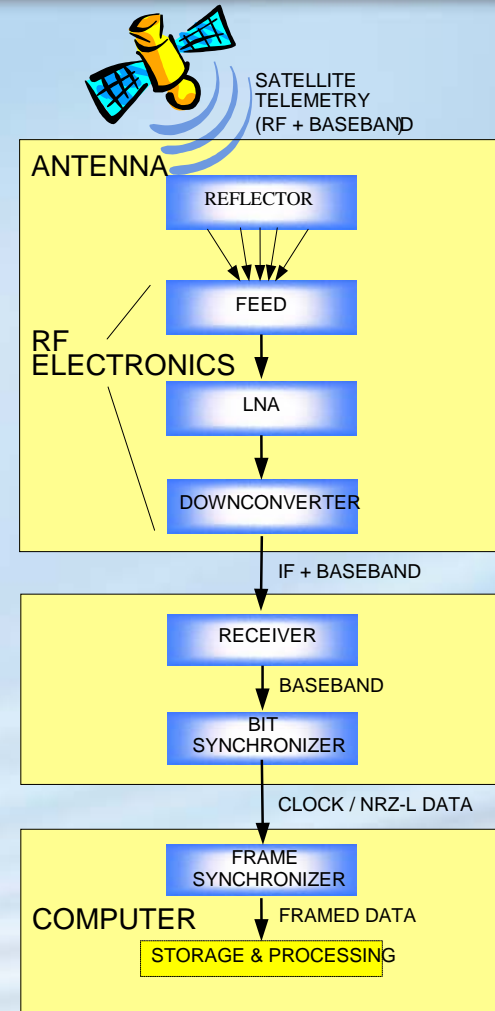 SATELLITE
TELEMETRY
(RF + BASEBAND)
ANTENNA
REFLECTOR
FEED
RF
ELECTRONICS
LNA
DOWNCONVERTER
IF + BASEBAND
RECEIVER
BASEBAND
BIT
SYNCHRONIZER
CLOCK / NRZ-L DATA
FRAME
SYNCHRONIZER
COMPUTER
FRAMED DATA
STORAGE & PROCESSING